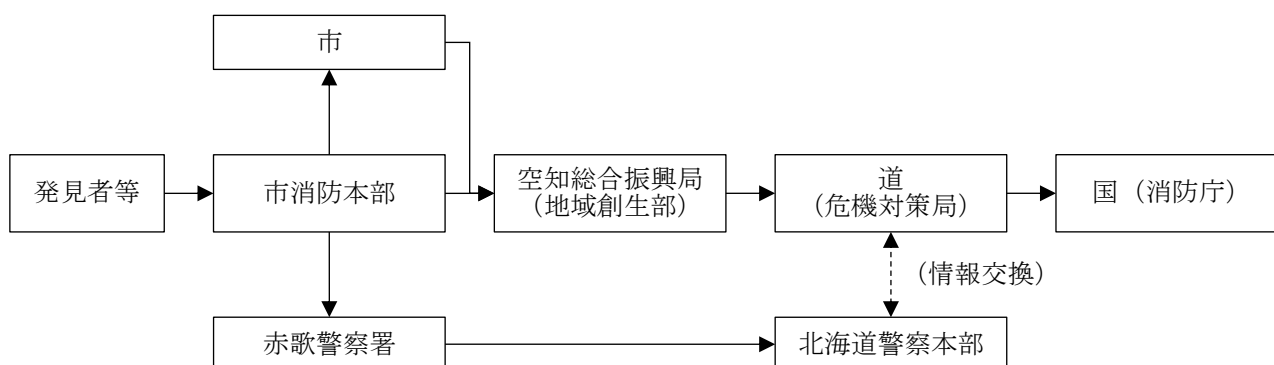 市
発見者等
市消防本部
空知総合振興局
(地域創生部)
道
(危機対策局)
国(消防庁)
(情報交換)
赤歌警察署
北海道警察本部